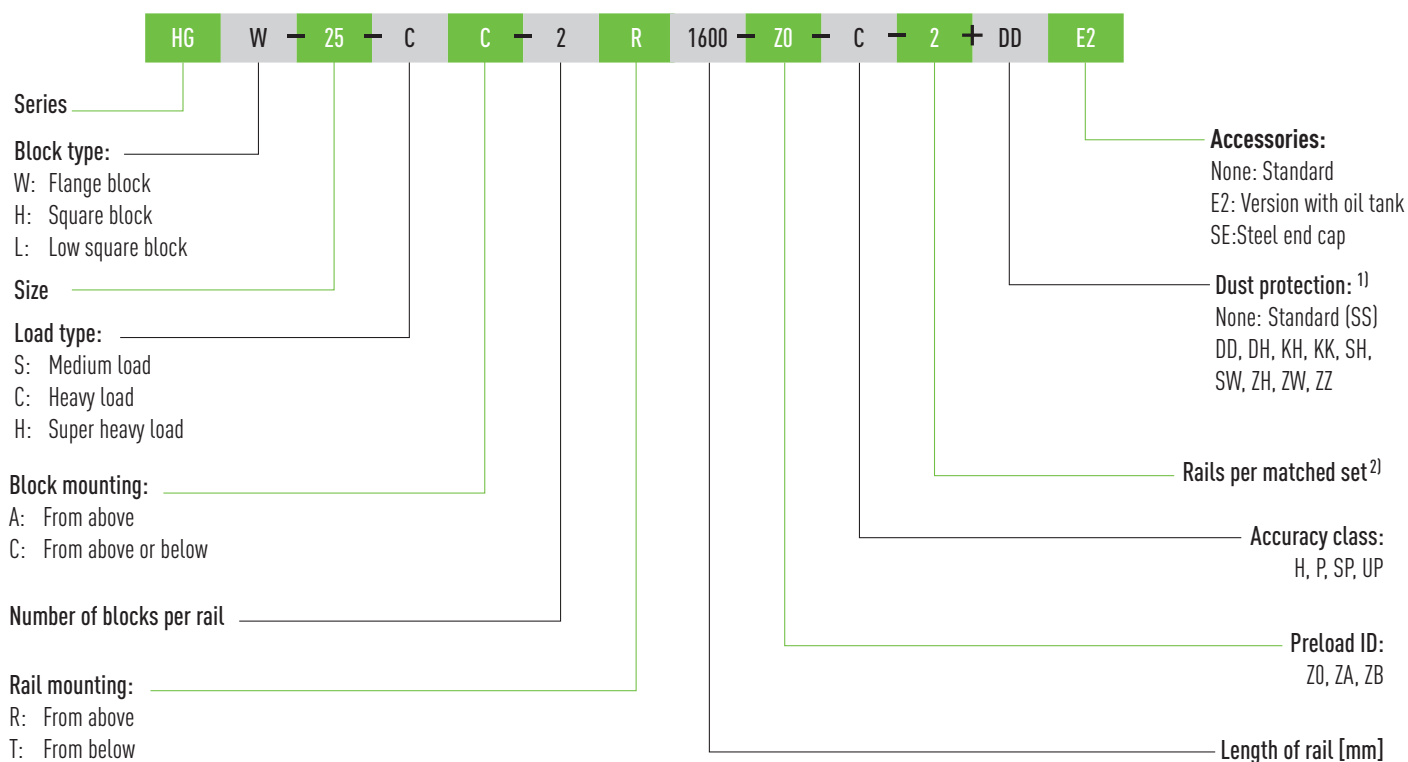 HG W - 25 - C C - 2 R 1600 - Z0 - C - 2 + DD E2
Series
Block type:
W: Flange block
H: Square block
L: Low square block
Size
Load type:
S: Medium load
C: Heavy load
H: Super heavy load
Block mounting:
A: From above
C: From above or below
Number of blocks per rail
Rail mounting:
R: From above
T: From below
Accessories:
None: Standard
E2: Version with oil tank
SE:Steel end cap
Dust protection: 1)
None: Standard (SS)
DD, DH, KH, KK, SH,
SW, ZH, ZW, ZZ
Rails per matched set 2)
Accuracy class:
H, P, SP, UP
Preload ID:
Z0, ZA, ZB
Length of rail [mm]